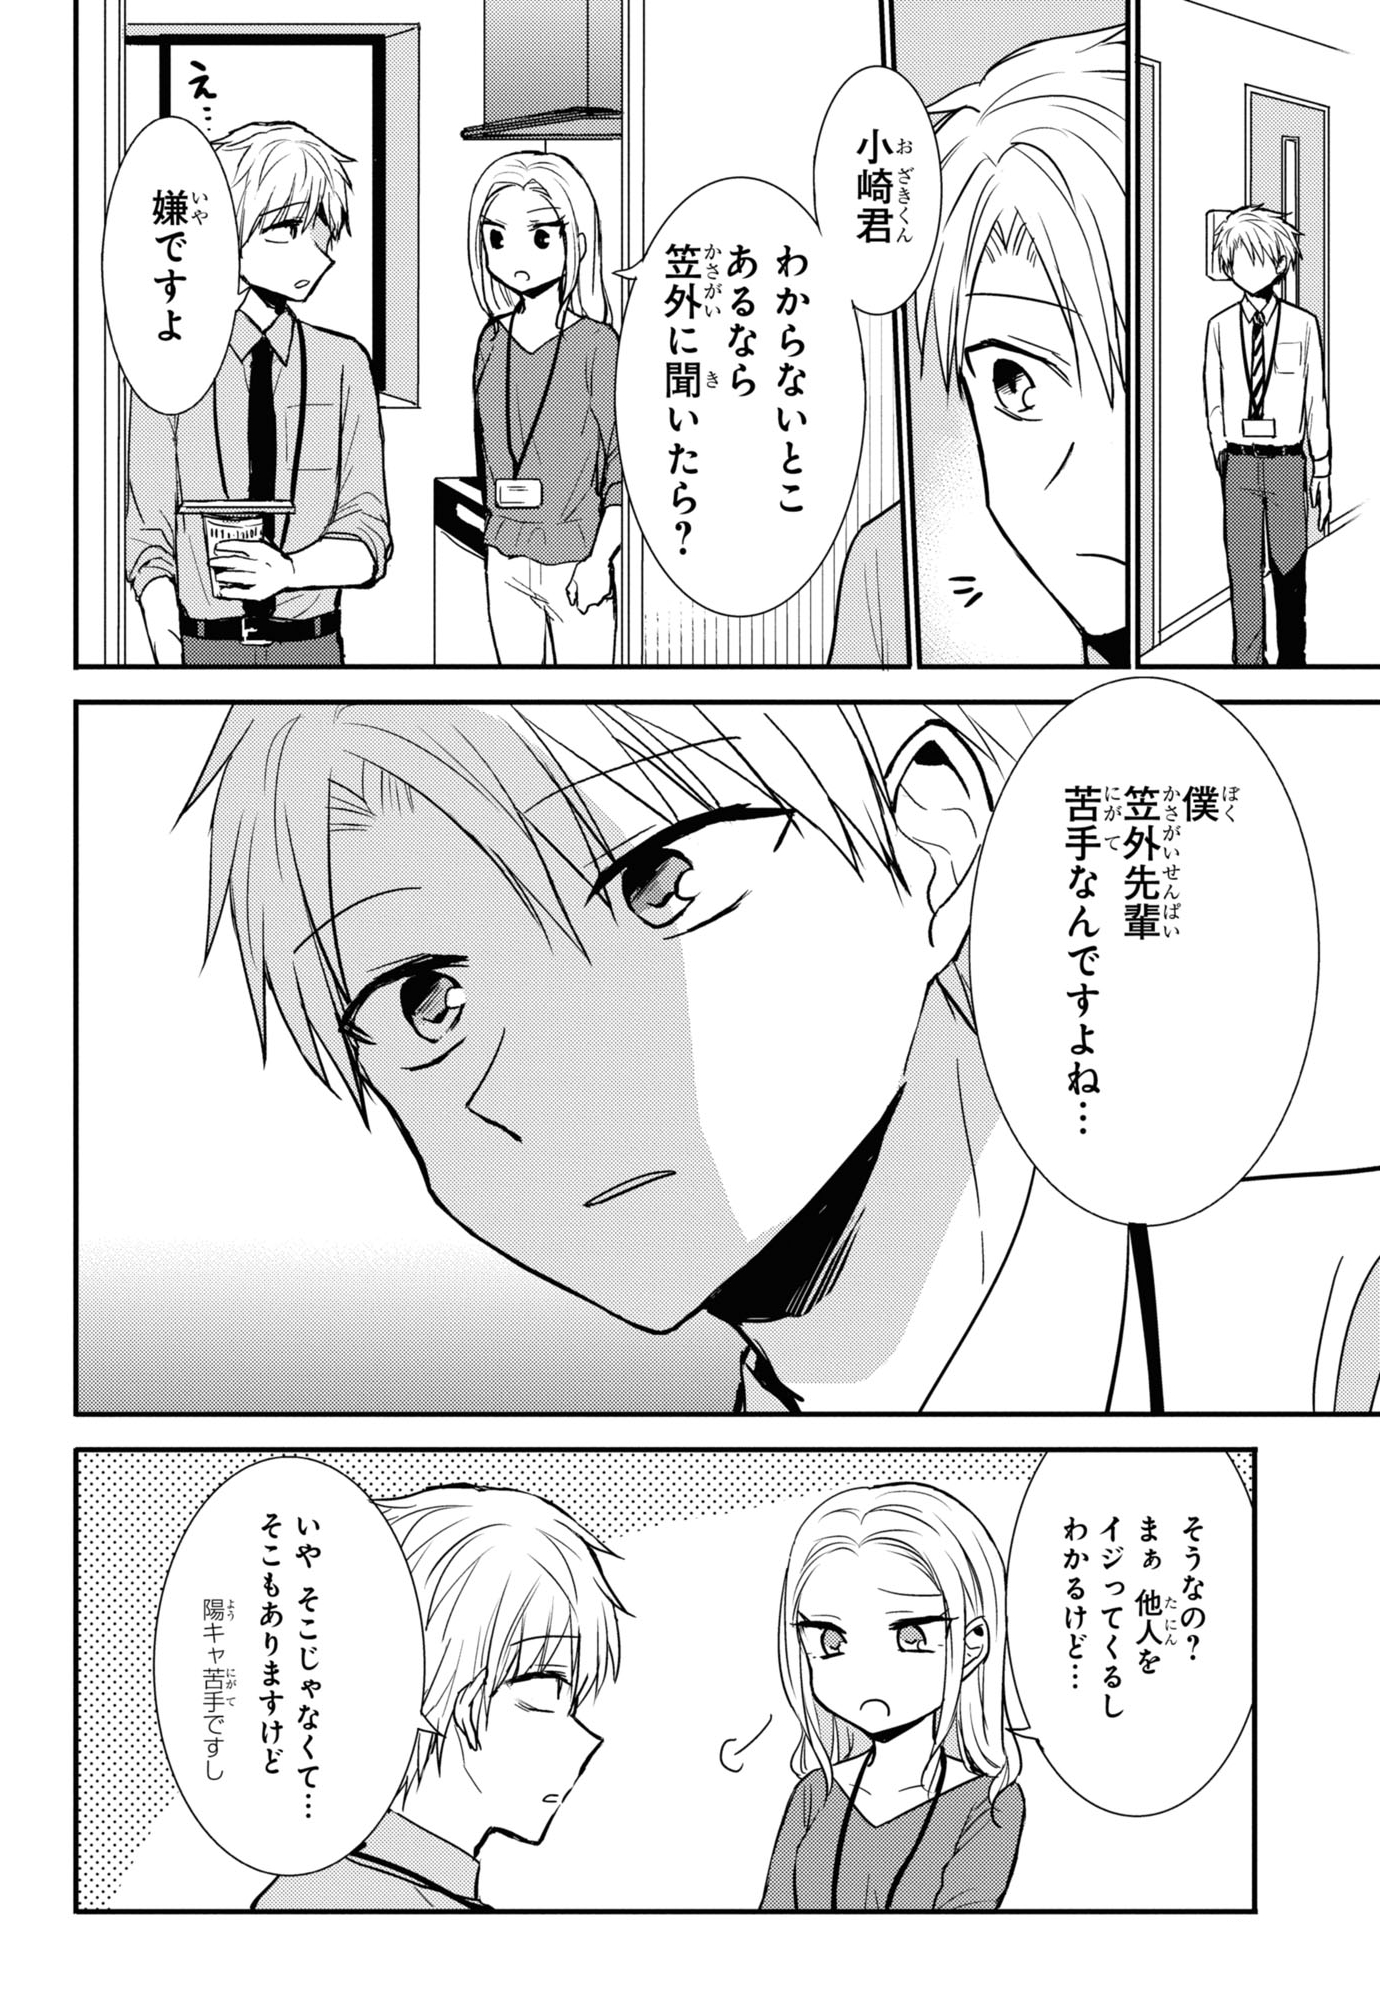 小崎君
わからないとこ
あるなら
笠外に聞いたら？
え…
嫌ですよ
僕
笠外先輩
苦手なんですよね…
そうなの？
まぁ 他人を
イジってくるし
わかるけど…
いや そこじゃなくて…
そこもありますけど
陽キャ苦手ですし